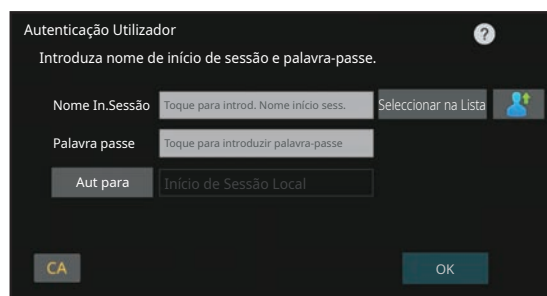 Autenticação Utilizador
?
Introduza nome de início de sessão e palavra-passe.
Nome In.Sessão Toque para introd. Nome início sess. Seleccionar na Lista
Palavra passe Toque para introduzir palavra-passe
Aut para Início de Sessão Local
CA OK